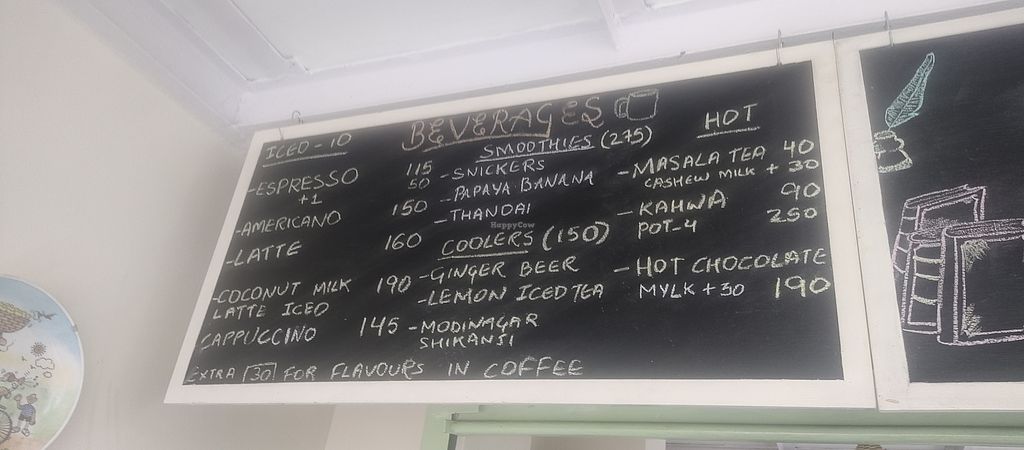 BEVERAGES
ICED - 10
-ESPRESSO 115
+1 50
-AMERICANO 150
-LATTE 160
-COCONUT MILK 190
LATTE ICED
CAPPUCCINO 145
EXTRA 30 FOR FLAVOURS IN COFFEE
SMOOTHIES (275)
-SNICKERS
-PAPAYA BANANA
-THANDAI
HappyCow
COOLERS (150)
-GINGER BEER
-LEMON ICED TEA
-MODINAGAR
SHIKANJI
HOT
-MASALA TEA 40
CASHEW MILK + 30
-KAHWA 90
POT-4 250
-HOT CHOCOLATE
MYLK +30 190